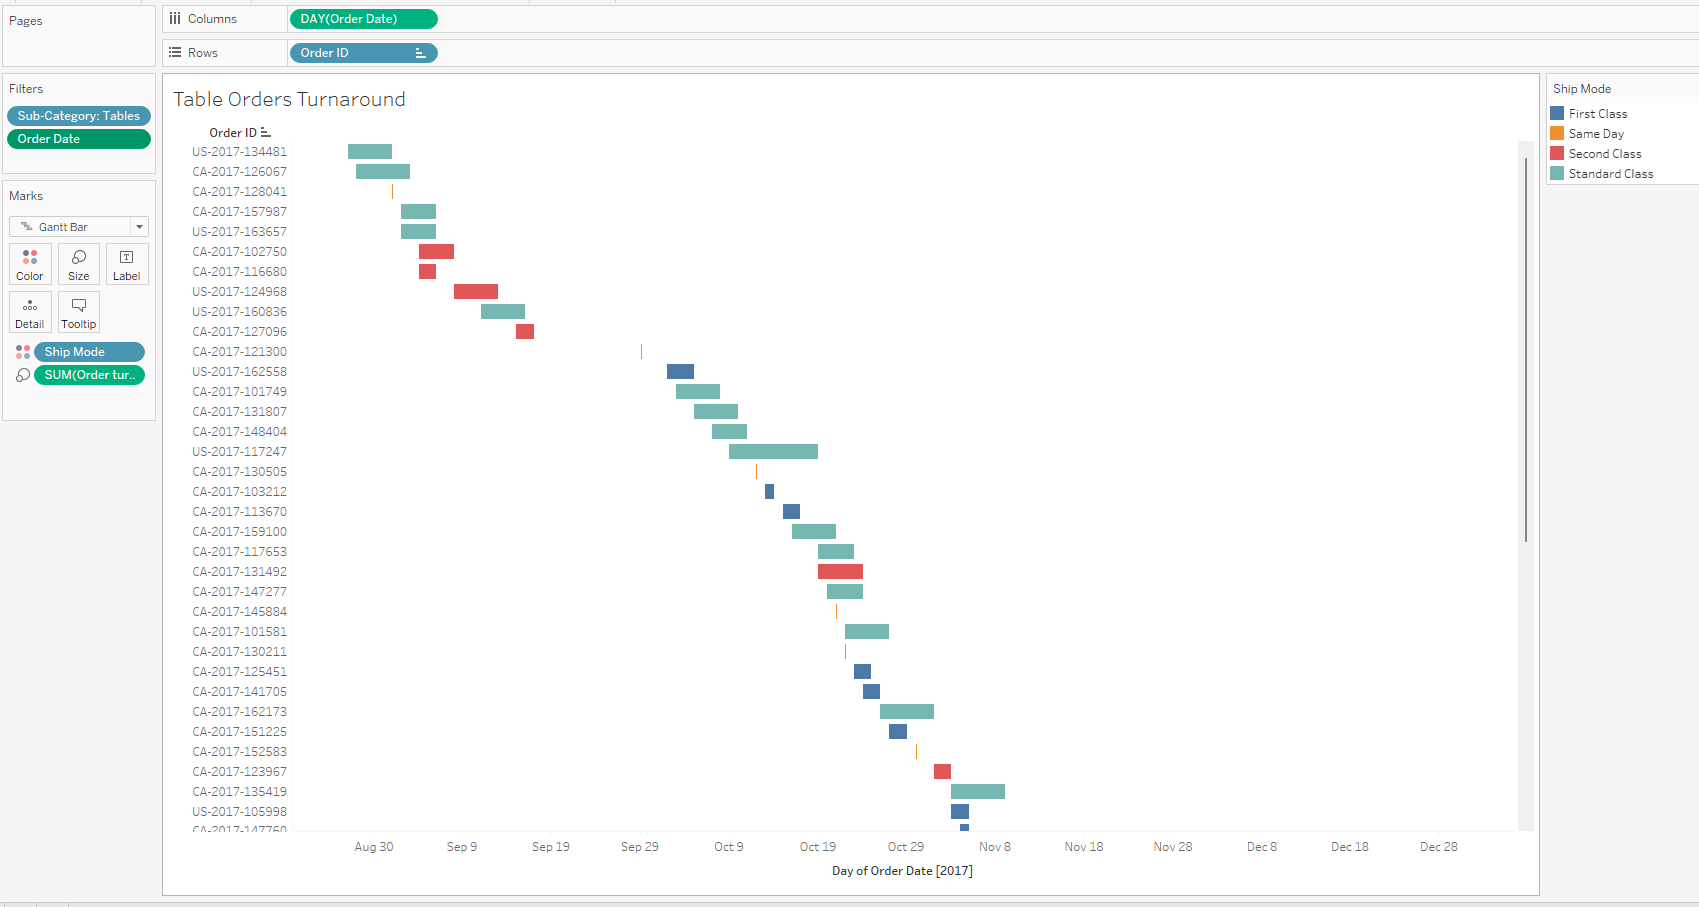 Pages
Columns
DAY(Order Date)
Rows
Order ID
Filters
Sub-Category: Tables
Order Date
Marks
Gantt Bar
Color
Size
Label
Detail
Tooltip
Ship Mode
SUM(Order tur..
Table Orders Turnaround
Order ID
US-2017-134481
CA-2017-126067
CA-2017-128041
CA-2017-157987
US-2017-163657
CA-2017-102750
CA-2017-116680
US-2017-124968
US-2017-160836
CA-2017-127096
CA-2017-121300
US-2017-162558
CA-2017-101749
CA-2017-131807
CA-2017-148404
US-2017-117247
CA-2017-130505
CA-2017-103212
CA-2017-113670
CA-2017-159100
CA-2017-117653
CA-2017-131492
CA-2017-147277
CA-2017-145884
CA-2017-101581
CA-2017-130211
CA-2017-125451
CA-2017-141705
CA-2017-162173
CA-2017-151225
CA-2017-152583
CA-2017-123967
CA-2017-135419
US-2017-105998
CA-2017-147760
Aug 30 Sep 9 Sep 19 Sep 29 Oct 9 Oct 19 Oct 29 Nov 8 Nov 18 Nov 28 Dec 8 Dec 18 Dec 28
Day of Order Date [2017]
Ship Mode
First Class
Same Day
Second Class
Standard Class